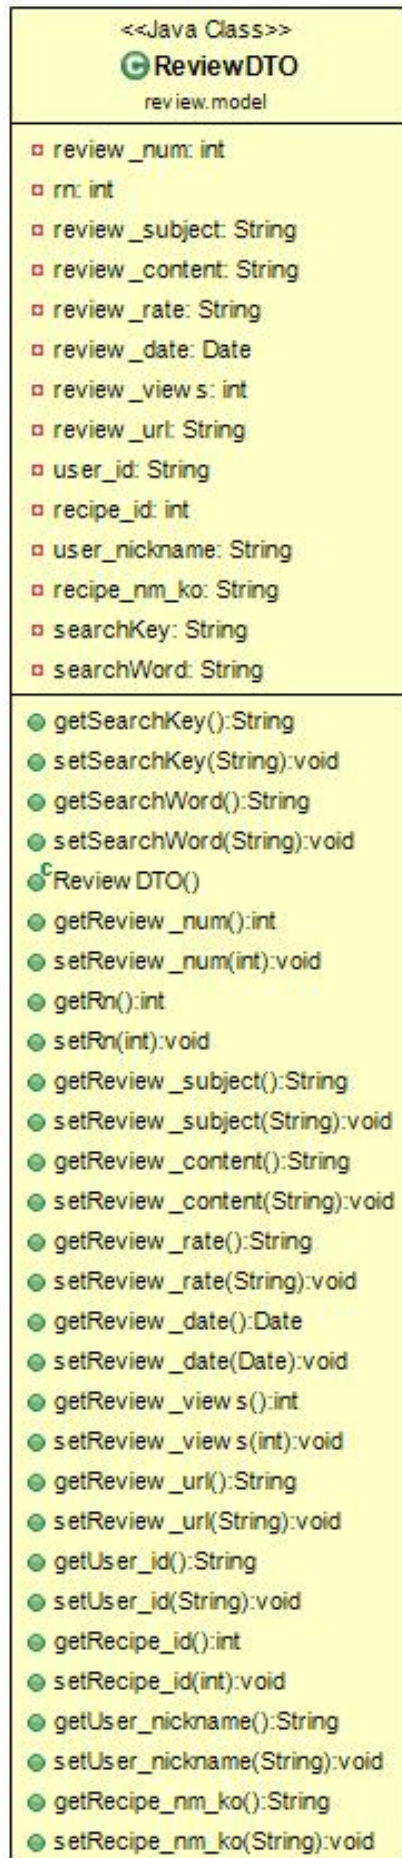 <<Java Class>>
ReviewDTO
review.model
review_num: int
rn: int
review_subject: String
review_content: String
review_rate: String
review_date: Date
review_views: int
review_url: String
user_id: String
recipe_id: int
user_nickname: String
recipe_nm_ko: String
searchKey: String
searchWord: String
getSearchKey():String
setSearchKey(String):void
getSearchWord():String
setSearchWord(String):void
ReviewDTO()
getReview_num():int
setReview_num(int):void
getRn():int
setRn(int):void
getReview_subject():String
setReview_subject(String):void
getReview_content():String
setReview_content(String):void
getReview_rate():String
setReview_rate(String):void
getReview_date():Date
setReview_date(Date):void
getReview_views():int
setReview_views(int):void
getReview_url():String
setReview_url(String):void
getUser_id():String
setUser_id(String):void
getRecipe_id():int
setRecipe_id(int):void
getUser_nickname():String
setUser_nickname(String):void
getRecipe_nm_ko():String
setRecipe_nm_ko(String):void